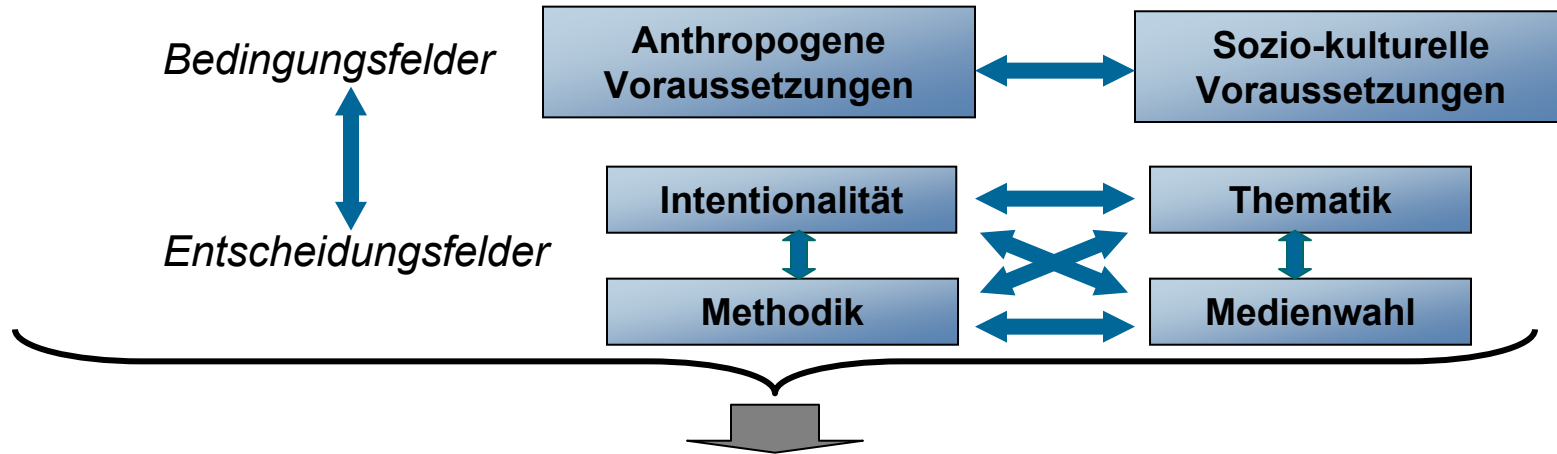 Bedingungsfelder
Anthropogene
Voraussetzungen
Sozio-kulturelle
Voraussetzungen
Entscheidungsfelder
Intentionalität
Thematik
Methodik
Medienwahl